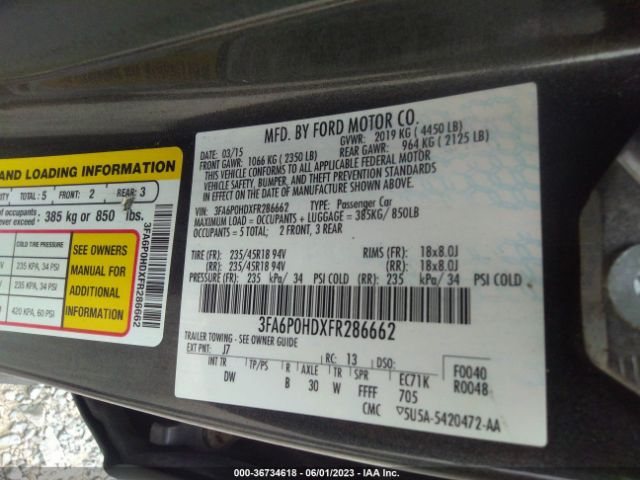 MFD. BY FORD MOTOR CO.
DATE: 03/15 GVWR: 2019 KG ( 4450 LB)
FRONT GAWR: 1066 KG ( 2350 LB) REAR GAWR: 964 KG ( 2125 LB)
THIS VEHICLE CONFORMS TO ALL APPLICABLE FEDERAL MOTOR
VEHICLE SAFETY, BUMPER, AND THEFT PREVENTION STANDARDS
IN EFFECT ON THE DATE OF MANUFACTURE SHOWN ABOVE.
VIN: 3FA6P0HDXFR286662 TYPE: Passenger Car
MAXIMUM LOAD = OCCUPANTS + LUGGAGE = 385KG/ 850LB
OCCUPANTS = 5 TOTAL; 2 FRONT, 3 REAR
TIRE (FR): 235/45R18 94V RIMS (FR): 18x8.0J
(RR): 235/45R18 94V (RR): 18x8.0J
PRESSURE (FR): 235 kPa/ 34 PSI COLD (RR): 235 kPa/ 34 PSI COLD
3FA6P0HDXFR286662
TRAILER TOWING - SEE OWNER GUIDE
EXT PNT: J7 RC: 13 DSO: F0040
R0048
INT TR TP/PS R AXLE TR SPR EC71K
DW B 30 W FFFF 705
CMC 5U5A-5420472-AA
AND LOADING INFORMATION
TOTAL : 5 FRONT: 2 REAR: 3
occupants
exceed : 385 kg or 850 lbs.
COLD TIRE PRESSURE
235 KPA, 34 PSI
235 KPA, 34 PSI
420 KPA, 60 PSI
SEE OWNERS
MANUAL FOR
ADDITIONAL
INFORMATION
3FA6P0HDXFR286662
000-36734618 - 06/01/2023 - IAA Inc.